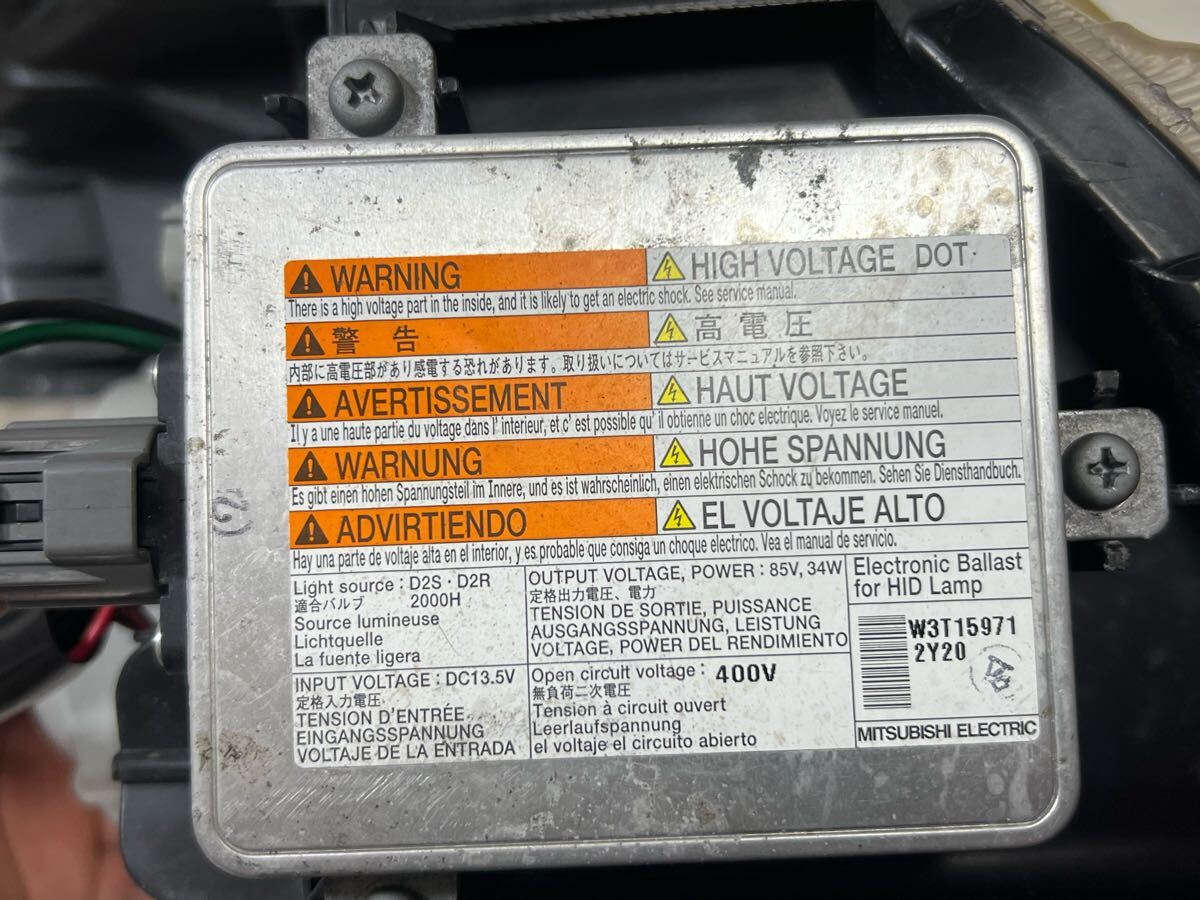 WARNING HIGH VOLTAGE DOT
There is a high voltage part in the inside, and it is likely to get an electric shock. See service manual.
警告 高電圧
内部に高電圧部があり感電する恐れがあります。取り扱いについてはサービスマニュアルを参照下さい。
AVERTISSEMENT HAUT VOLTAGE
Il y a une haute partie du voltage dans l' interieur, et c' est possible qu' il obtienne un choc electrique. Voyez le service manuel.
WARNUNG HOHE SPANNUNG
Es gibt einen hohen Spannungsteil im Innere, und es ist wahrscheinlich, einen elektrischen Schock zu bekommen. Sehen Sie Diensthandbuch.
ADVIRTIENDO EL VOLTAJE ALTO
Hay una parte de voltaje alta en el interior, y es probable que consiga un choque electrico. Vea el manual de servicio.
Light source : D2S · D2R
適合バルブ 2000H
Source lumineuse
Lichtquelle
La fuente ligera
INPUT VOLTAGE : DC13.5V
定格入力電圧
TENSION D'ENTRÉE
EINGANGSSPANNUNG
VOLTAJE DE LA ENTRADA
OUTPUT VOLTAGE, POWER : 85V, 34W
定格出力電圧、電力
TENSION DE SORTIE, PUISSANCE
AUSGANGSSPANNUNG, LEISTUNG
VOLTAGE, POWER DEL RENDIMIENTO
Open circuit voltage : 400V
無負荷二次電圧
Tension à circuit ouvert
Leerlaufspannung
el voltaje el circuito abierto
Electronic Ballast
for HID Lamp
W3T15971
2Y20
MITSUBISHI ELECTRIC